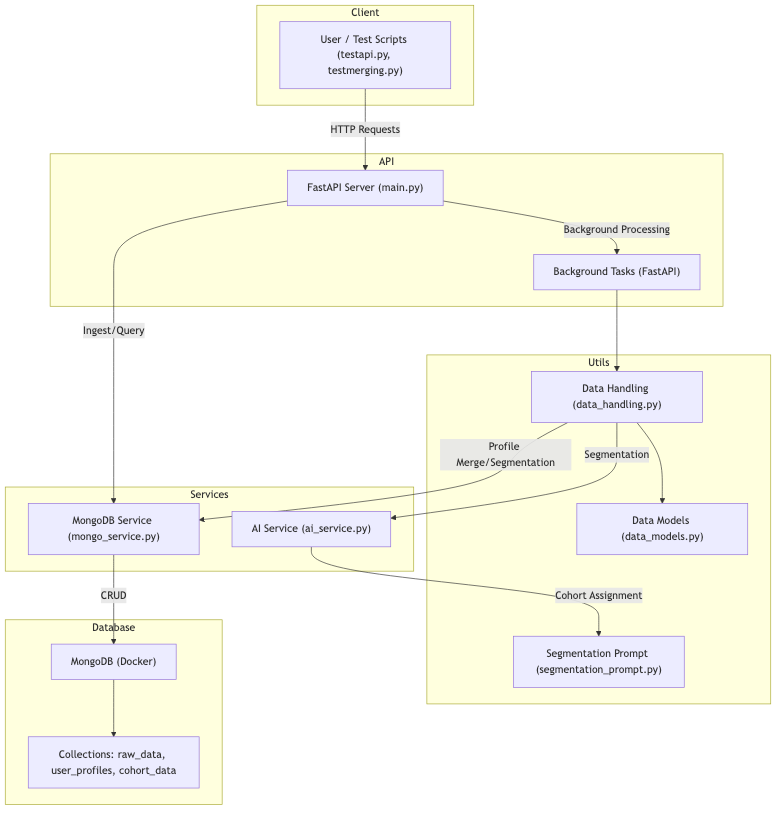 Client
User / Test Scripts
(testapi.py,
testmerging.py)
HTTP Requests
API
FastAPI Server (main.py)
Background Processing
Background Tasks (FastAPI)
Ingest/Query
Utils
Data Handling
(data_handling.py)
Profile
Merge/Segmentation
Segmentation
Services
MongoDB Service
(mongo_service.py)
AI Service (ai_service.py)
Data Models
(data_models.py)
CRUD
Cohort Assignment
Database
MongoDB (Docker)
Segmentation Prompt
(segmentation_prompt.py)
Collections: raw_data,
user_profiles, cohort_data